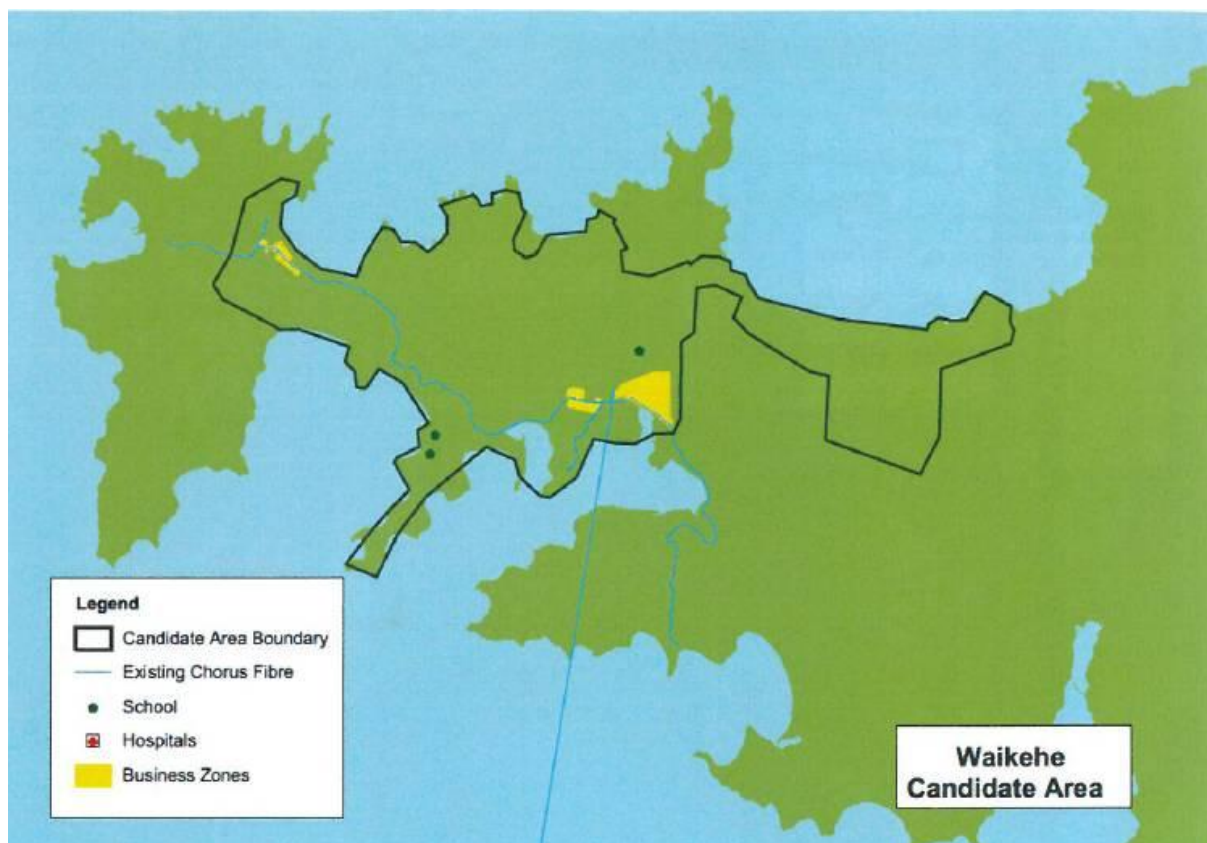 Legend
Candidate Area Boundary
Existing Chorus Fibre
School
Hospitals
Business Zones
Waikehe
Candidate Area